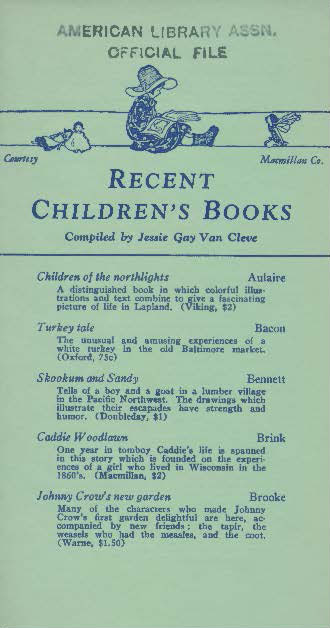 AMERICAN LIBRARY ASSN.
OFFICIAL FILE
Courtesy Macmillan Co.
RECENT
CHILDREN'S BOOKS
Compiled by Jessie Gay Van Cleve
Children of the northlights Aulaire
A distinguished book in which colorful illus-
trations and text combine to give a fascinating
picture of life in Lapland. (Viking, $2)
Turkey tale Bacon
The unusual and amusing experiences of a
white turkey in the old Baltimore market.
(Oxford, 75c)
Skookum and Sandy Bennett
Tells of a boy and a goat in a lumber village
in the Pacific Northwest. The drawings which
illustrate their escapades have strength and
humor. (Doubleday, $1)
Caddie Woodlawn Brink
One year in tomboy Caddie's life is spanned
in this story which is founded on the experi-
ences of a girl who lived in Wisconsin in the
1860's. (Macmillan, $2)
Johnny Crow's new garden Brooke
Many of the characters who made Johnny
Crow's first garden delightful are here, ac-
companied by new friends: the tapir, the
weasels who had the measles, and the coot.
(Warne, $1.50)